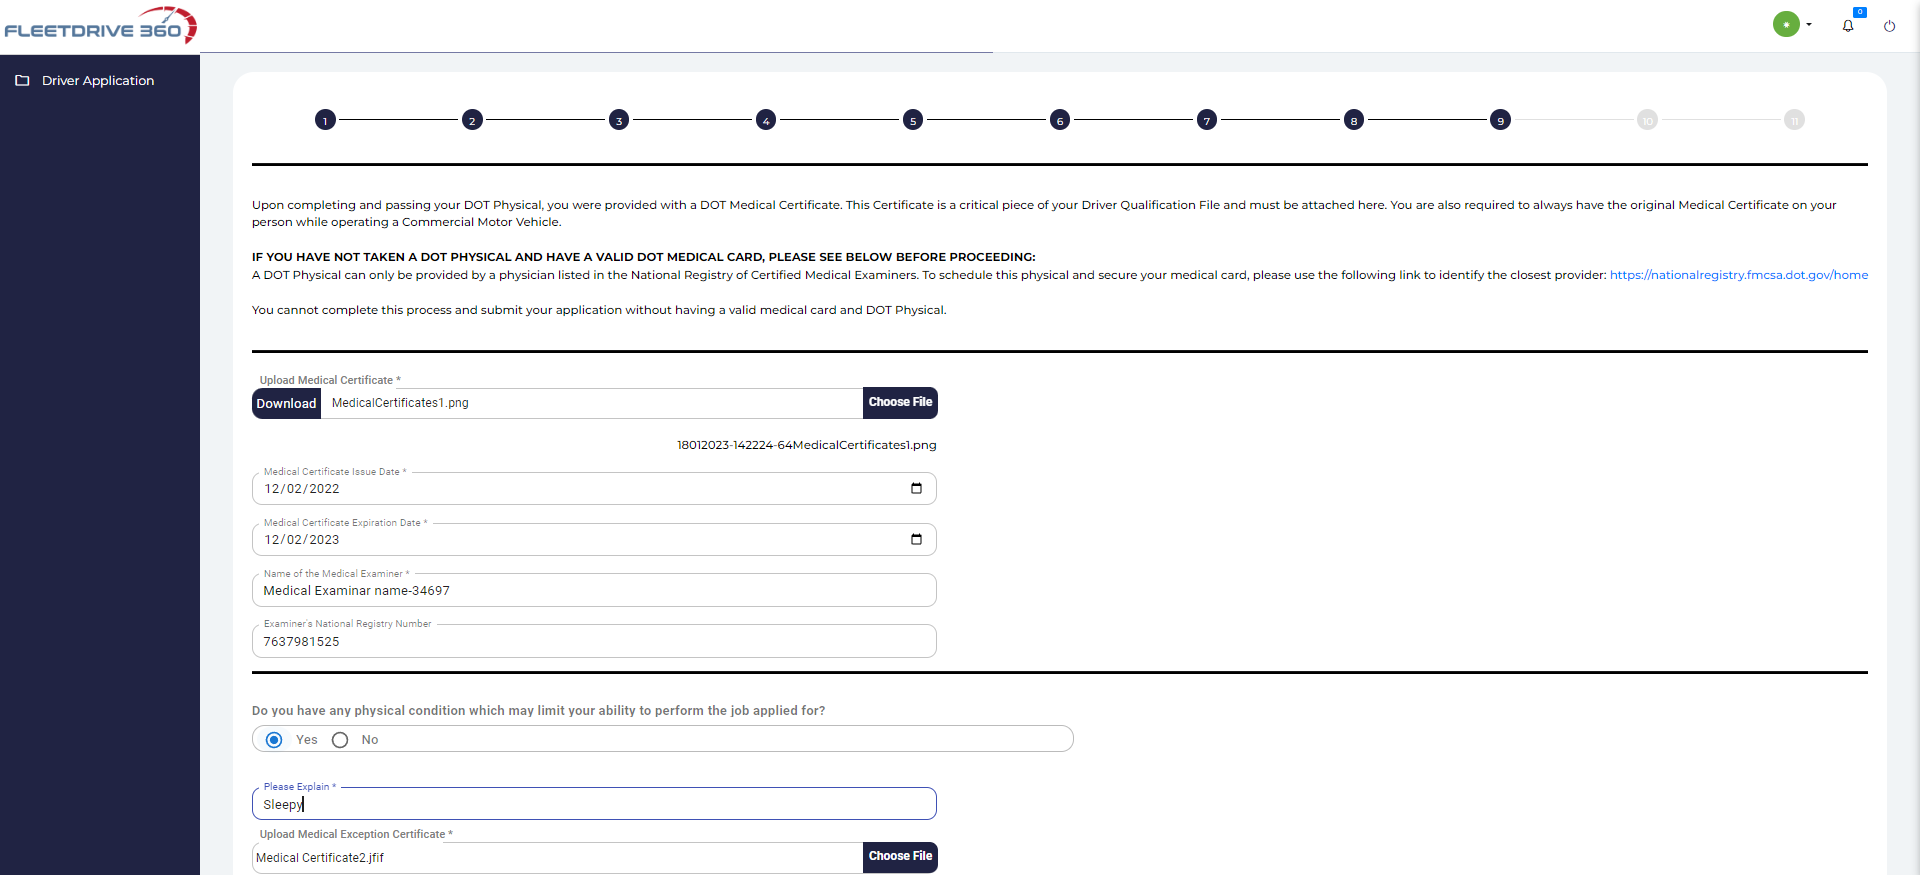 FLEETDRIVE 360
0
Driver Application
1 2 3 4 5 6 7 8 9 10 11
Upon completing and passing your DOT Physical, you were provided with a DOT Medical Certificate. This Certificate is a critical piece of your Driver Qualification File and must be attached here. You are also required to always have the original Medical Certificate on your
person while operating a Commercial Motor Vehicle.
IF YOU HAVE NOT TAKEN A DOT PHYSICAL AND HAVE A VALID DOT MEDICAL CARD, PLEASE SEE BELOW BEFORE PROCEEDING:
A DOT Physical can only be provided by a physician listed in the National Registry of Certified Medical Examiners. To schedule this physical and secure your medical card, please use the following link to identify the closest provider: https://nationalregistry.fmcsa.dot.gov/home
You cannot complete this process and submit your application without having a valid medical card and DOT Physical.
Upload Medical Certificate *
Download MedicalCertificates1.png Choose File
18012023-142224-64MedicalCertificates1.png
Medical Certificate Issue Date *
12/02/2022
Medical Certificate Expiration Date *
12/02/2023
Name of the Medical Examiner *
Medical Examinar name-34697
Examiner's National Registry Number
7637981525
Do you have any physical condition which may limit your ability to perform the job applied for?
Yes No
Please Explain *
Sleepy
Upload Medical Exception Certificate *
Medical Certificate2.jfif Choose File